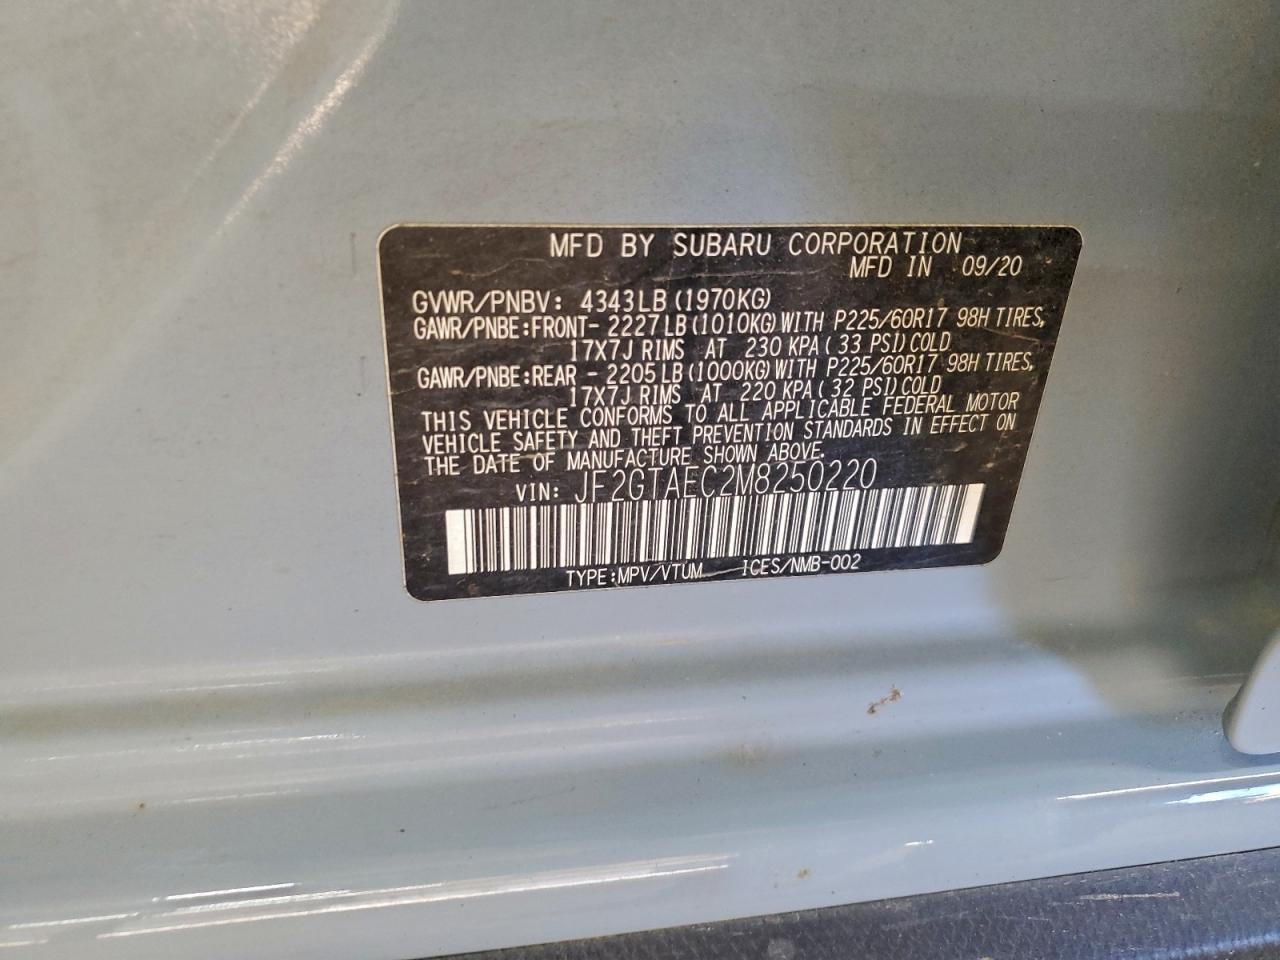 MFD BY SUBARU CORPORATION
MFD IN 09/20
GVWR/PNBV: 4343LB (1970KG)
GAWR/PNBE:FRONT- 2227LB (1010KG) WITH P225/60R17 98H TIRES,
17X7J RIMS AT 230 KPA ( 33 PSI) COLD
GAWR/PNBE:REAR - 2205LB (1000KG) WITH P225/60R17 98H TIRES,
17X7J RIMS AT 220 KPA ( 32 PSI) COLD
THIS VEHICLE CONFORMS TO ALL APPLICABLE FEDERAL MOTOR
VEHICLE SAFETY AND THEFT PREVENTION STANDARDS IN EFFECT ON
THE DATE OF MANUFACTURE SHOWN ABOVE.
VIN: JF2GTAEC2M8250220
TYPE:MPV/VTUM ICES/NMB-002